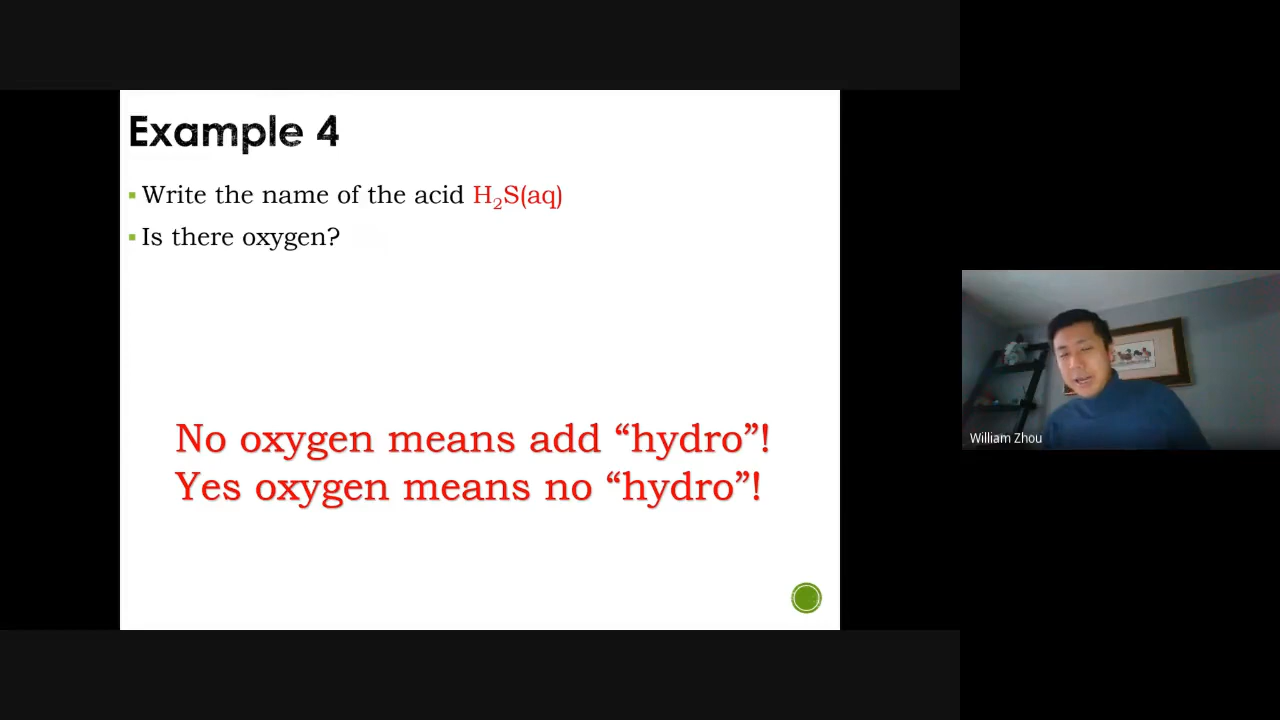 Example 4
Write the name of the acid H₂S(aq)
Is there oxygen?
No oxygen means add “hydro”!
Yes oxygen means no “hydro”!
William Zhou